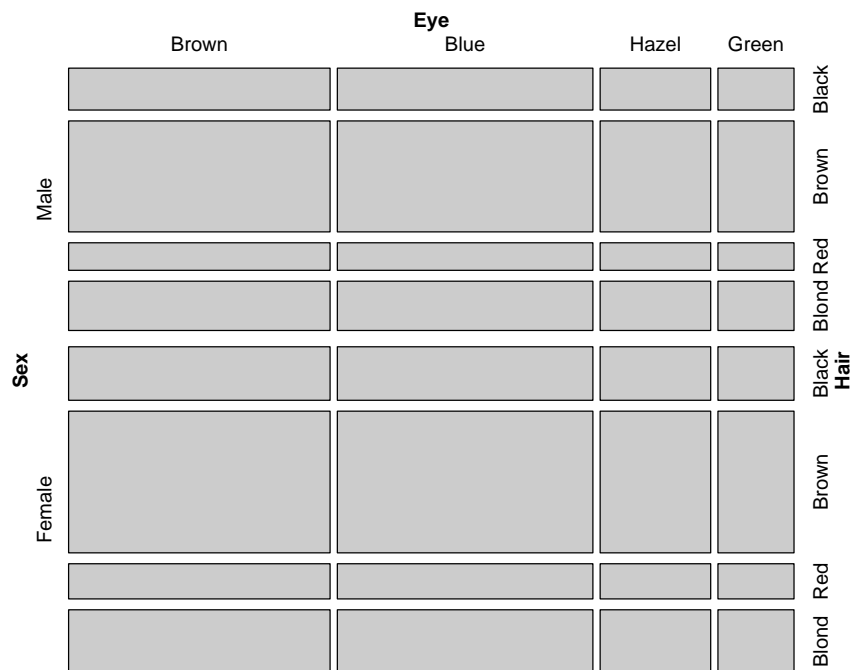 Eye
Brown Blue Hazel Green
Sex
Male
Female
Black
Brown
Red
Blond
Black
Brown
Red
Blond
Hair